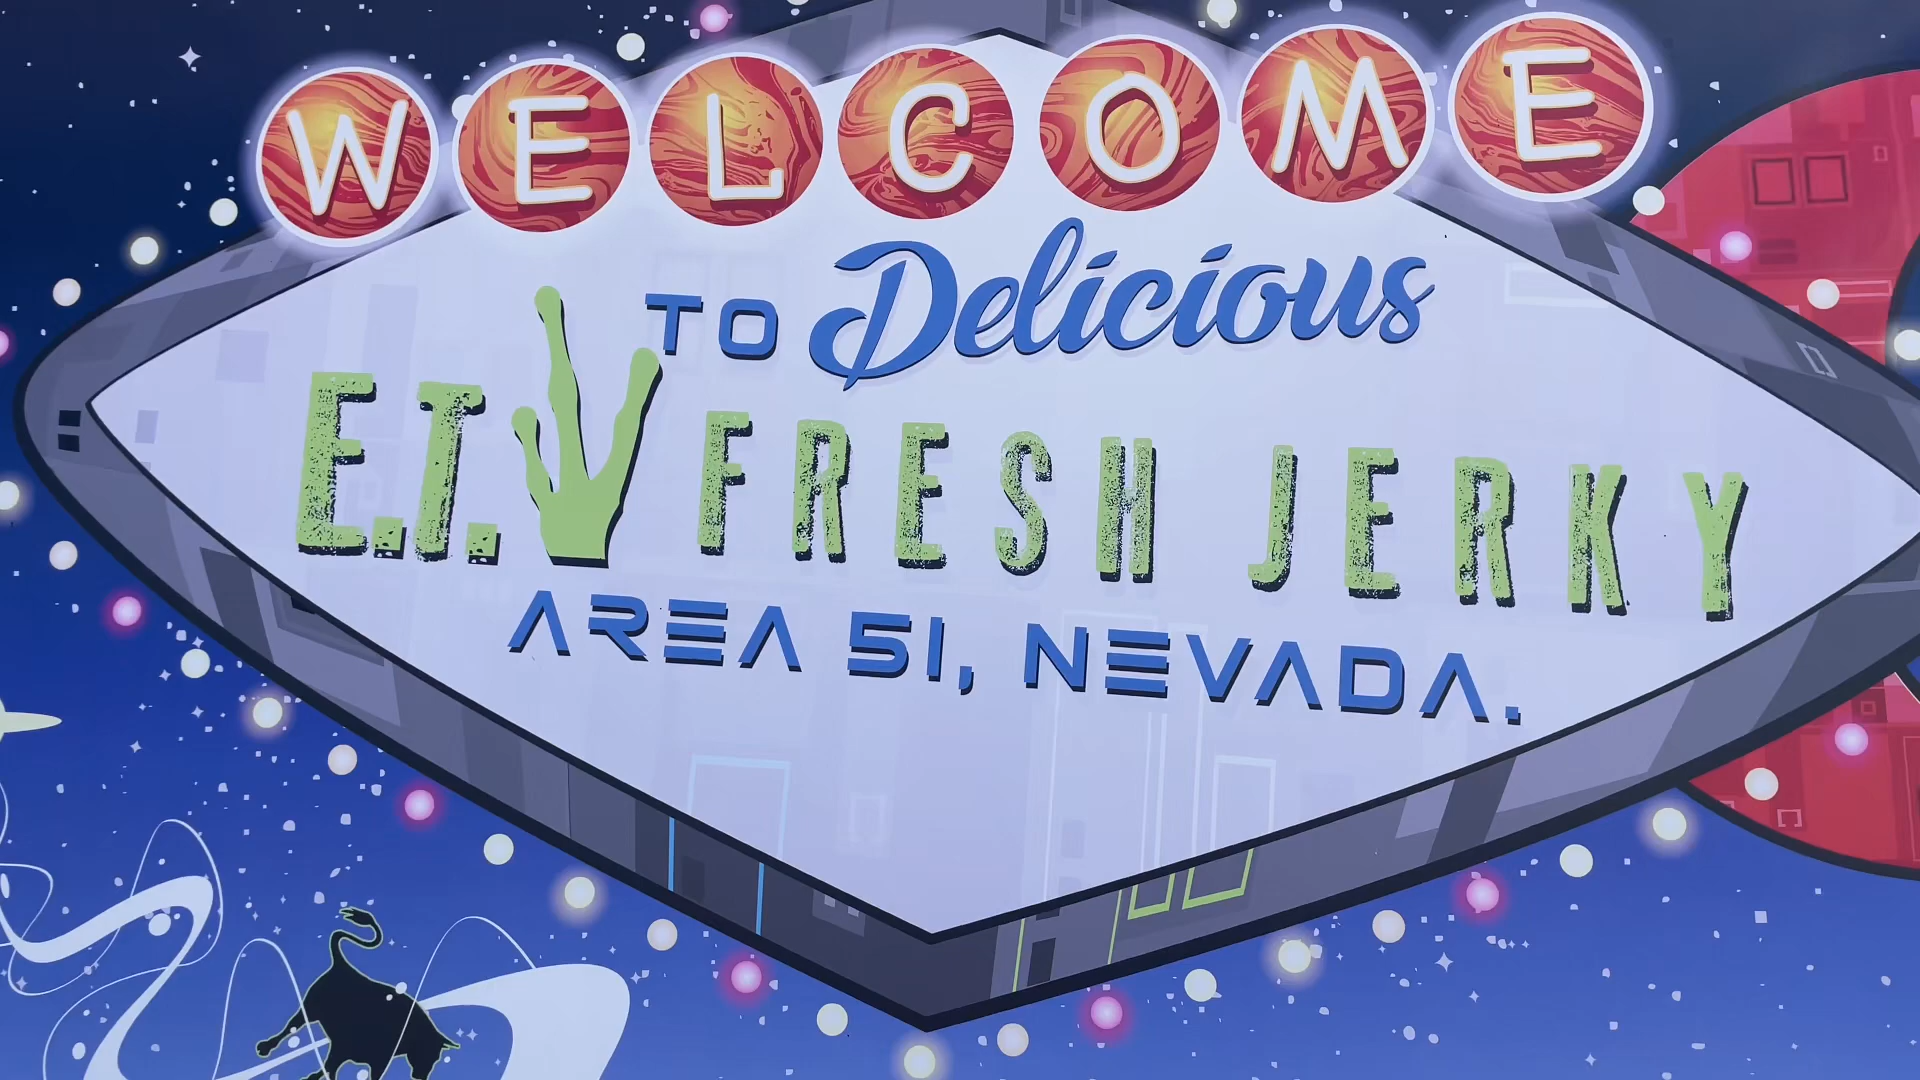 WELCOME
TO Delicious
E.T. FRESH JERKY
AREA 51, NEVADA.